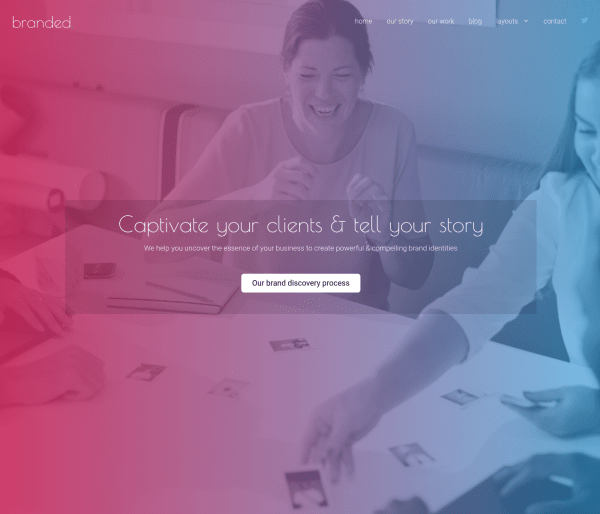 branded
home our story our work blog layouts contact
Captivate your clients & tell your story
We help you uncover the essence of your business to create powerful & compelling brand identities
Our brand discovery process